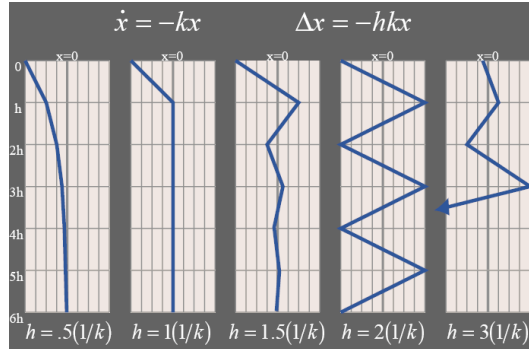 ẋ = −kx    Δx = −hkx
x=0 x=0 x=0 x=0 x=0
0
h
2h
3h
4h
5h
6h
h = .5(1/k) h = 1(1/k) h = 1.5(1/k) h = 2(1/k) h = 3(1/k)